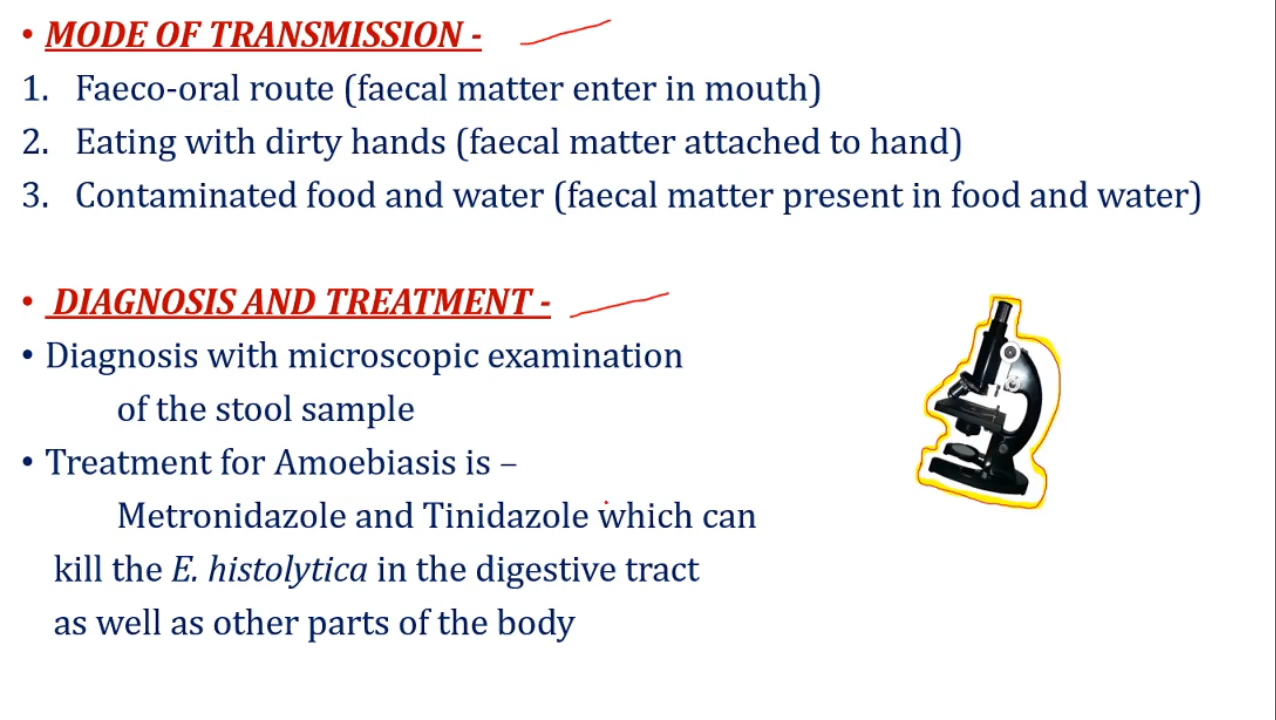 • MODE OF TRANSMISSION -
1. Faeco-oral route (faecal matter enter in mouth)
2. Eating with dirty hands (faecal matter attached to hand)
3. Contaminated food and water (faecal matter present in food and water)
• DIAGNOSIS AND TREATMENT -
• Diagnosis with microscopic examination
of the stool sample
• Treatment for Amoebiasis is –
Metronidazole and Tinidazole which can
kill the E. histolytica in the digestive tract
as well as other parts of the body